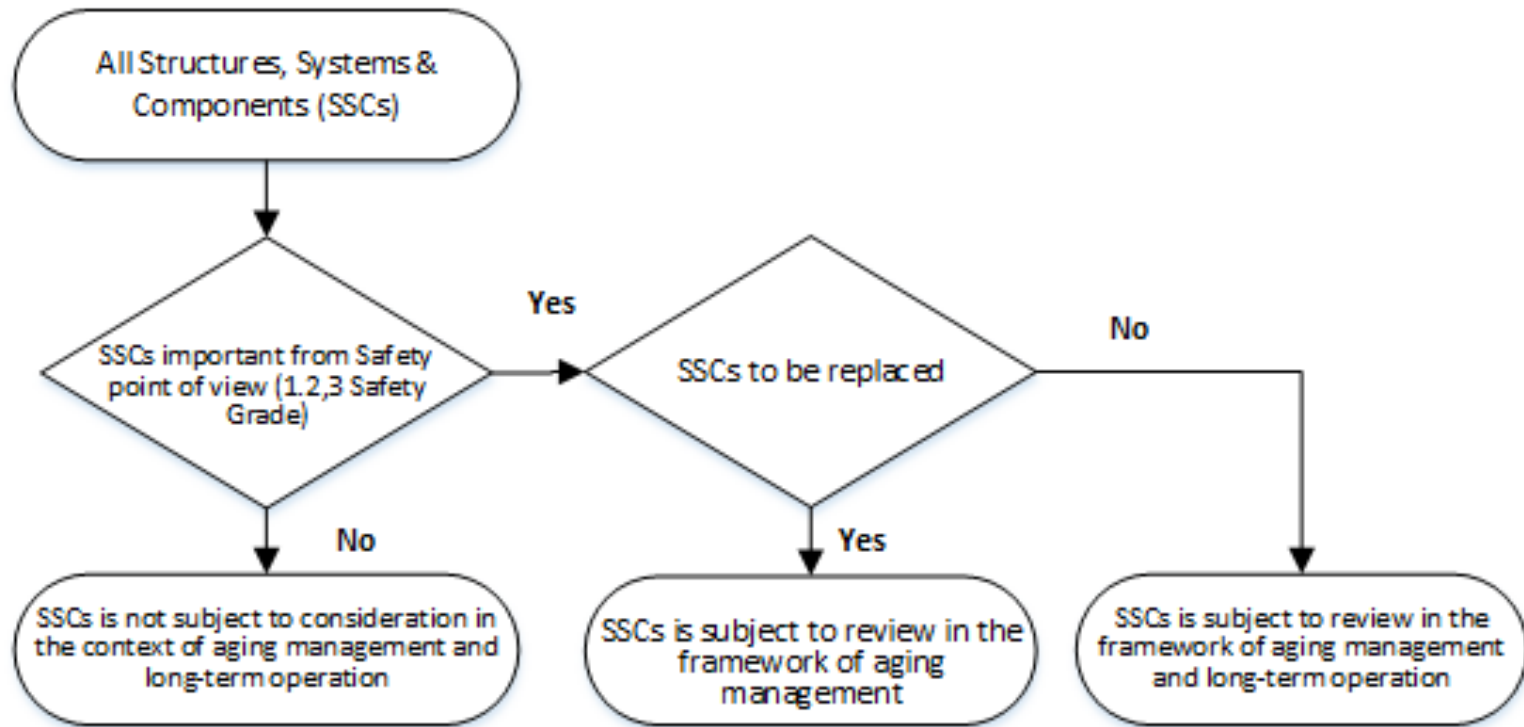 All Structures, Systems &
Components (SSCs)
Yes
No
SSCs important from Safety
point of view (1.2,3 Safety
Grade)
SSCs to be replaced
No
Yes
SSCs is not subject to consideration in
the context of aging management and
long-term operation
SSCs is subject to review in the
framework of aging
management
SSCs is subject to review in the
framework of aging management
and long-term operation